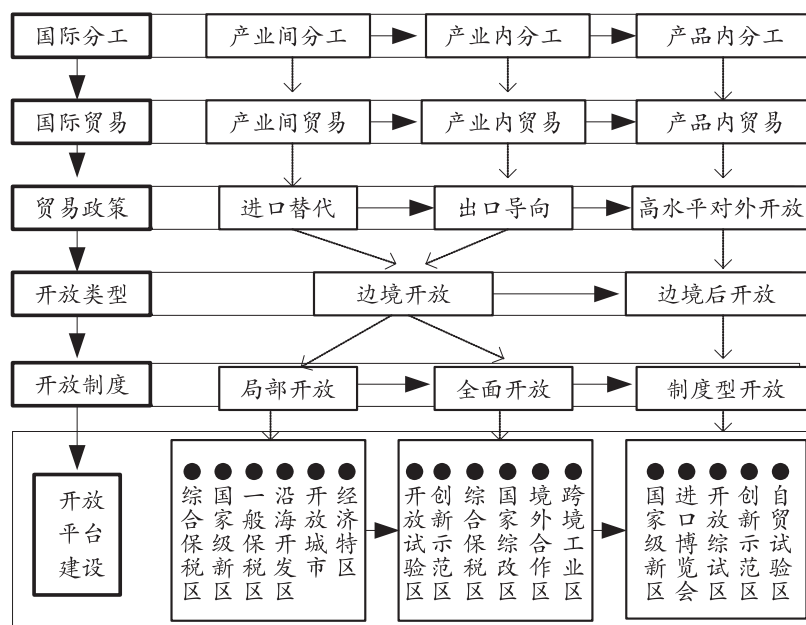 国际分工
产业间分工
产业内分工
产品内分工
国际贸易
产业间贸易
产业内贸易
产品内贸易
贸易政策
进口替代
出口导向
高水平对外开放
开放类型
边境开放
边境后开放
开放制度
局部开放
全面开放
制度型开放
开放
平台
建设
综合保税区
国家级新区
一般保税区
沿海开发区
开放城市
经济特区
开放试验区
创新示范区
综合保税区
国家综改区
境外合作区
跨境工业区
国家级新区
进口博览会
开放综试区
创新示范区
自贸试验区